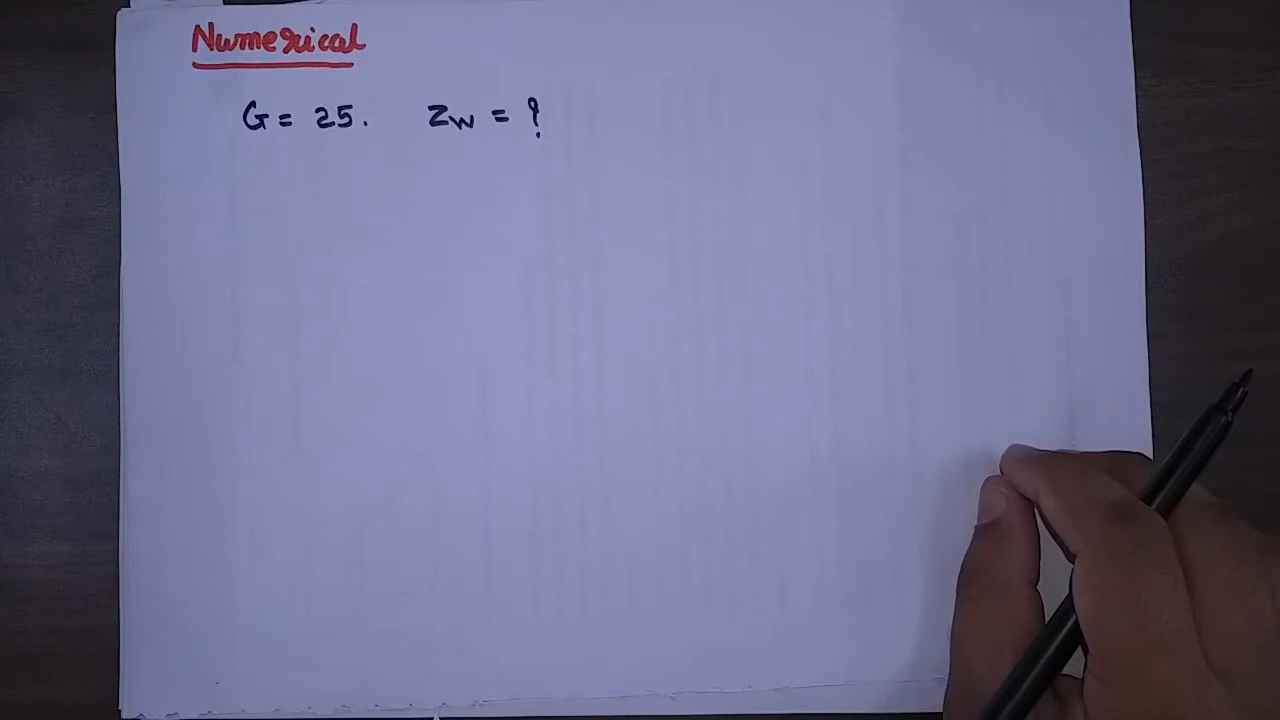 Numerical
G = 25. Zw = ?